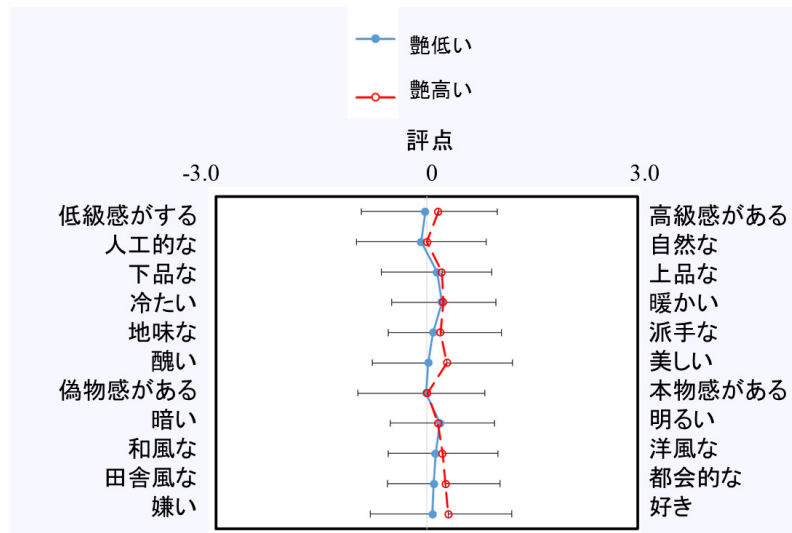 艶低い
艶高い
評点
-3.0 0 3.0
低級感がする 高級感がある
人工的な 自然な
下品な 上品な
冷たい 暖かい
地味な 派手な
醜い 美しい
偽物感がある 本物感がある
暗い 明るい
和風な 洋風な
田舎風な 都会的な
嫌い 好き